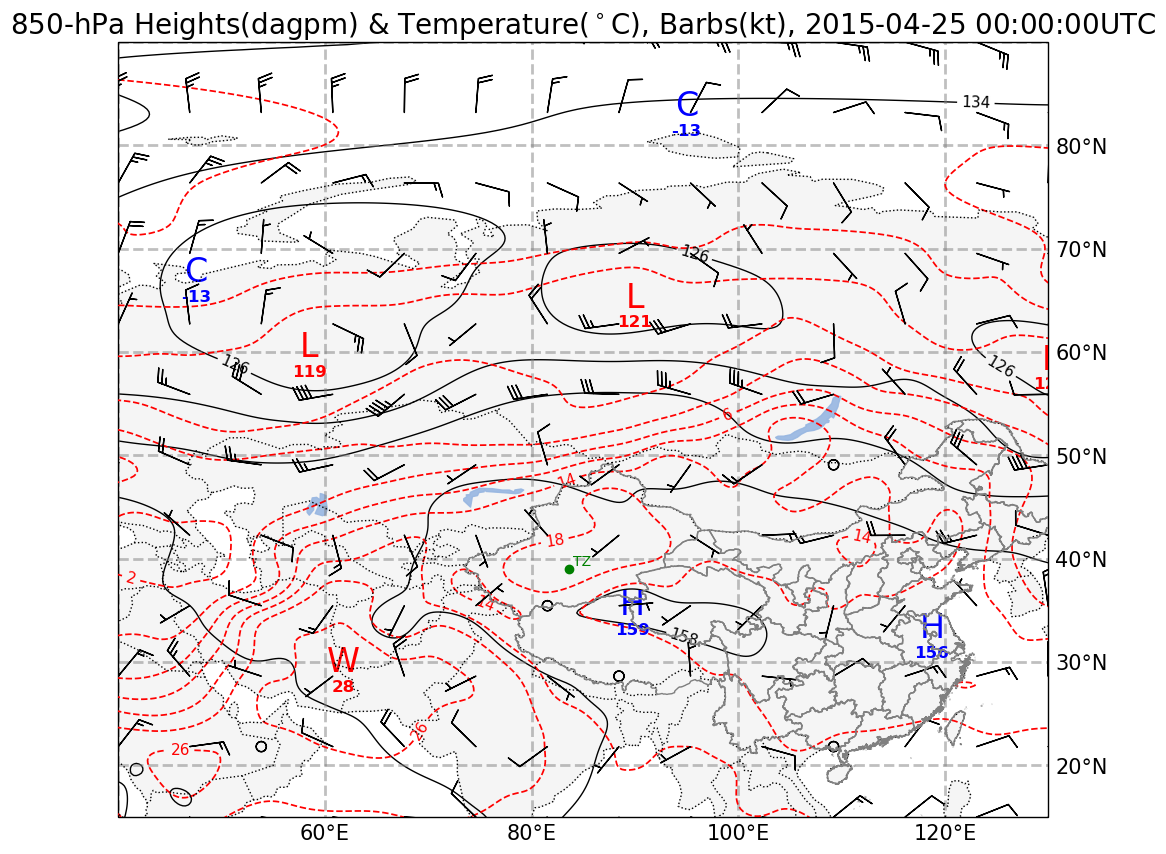 850-hPa Heights(dagpm) & Temperature(°C), Barbs(kt), 2015-04-25 00:00:00UTC
134
C
-13
80°N
70°N
126
C
-13
L
121
L
119
126
126
60°N
6
50°N
14
18
14
TZ
40°N
2
14
H
159
158
H
156
30°N
W
28
26
26
20°N
60°E
80°E
100°E
120°E